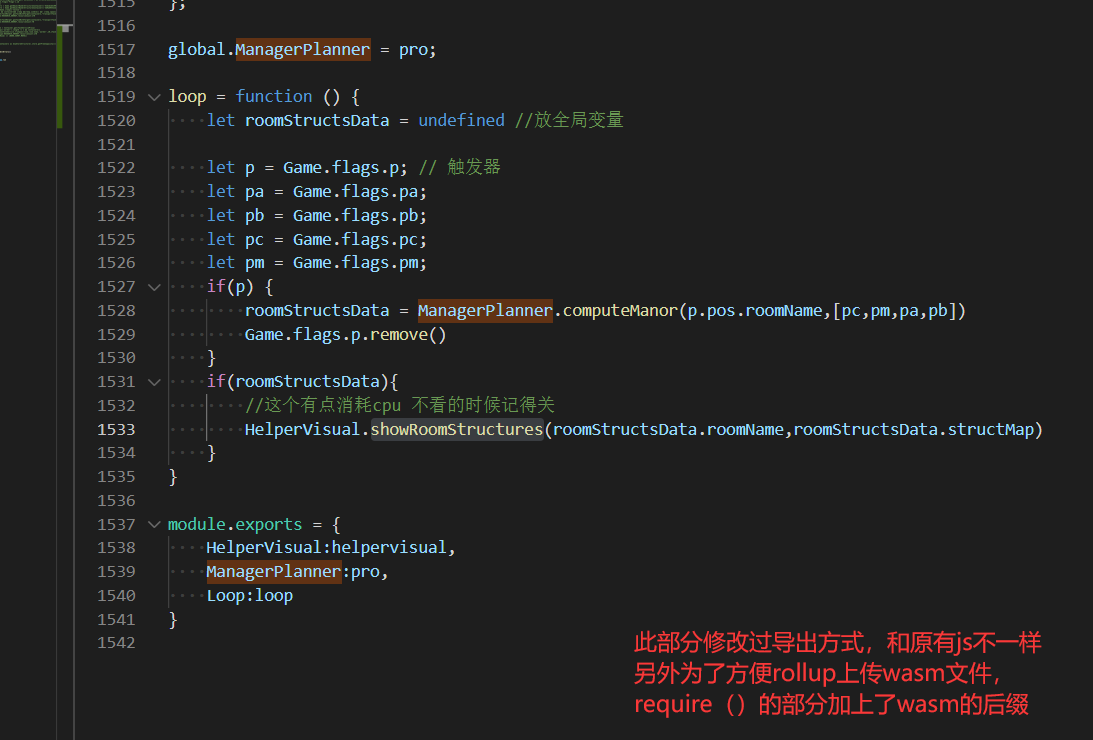 1515 };
1516
1517 global.ManagerPlanner = pro;
1518
1519 loop = function () {
1520 let roomStructsData = undefined //放全局变量
1521
1522 let p = Game.flags.p; // 触发器
1523 let pa = Game.flags.pa;
1524 let pb = Game.flags.pb;
1525 let pc = Game.flags.pc;
1526 let pm = Game.flags.pm;
1527 if(p) {
1528 roomStructsData = ManagerPlanner.computeManor(p.pos.roomName,[pc,pm,pa,pb])
1529 Game.flags.p.remove()
1530 }
1531 if(roomStructsData){
1532 //这个有点消耗cpu 不看的时候记得关
1533 HelperVisual.showRoomStructures(roomStructsData.roomName,roomStructsData.structMap)
1534 }
1535 }
1536
1537 module.exports = {
1538 HelperVisual:helpervisual,
1539 ManagerPlanner:pro,
1540 Loop:loop
1541 }
1542
此部分修改过导出方式，和原有js不一样
另外为了方便rollup上传wasm文件，
require（）的部分加上了wasm的后缀